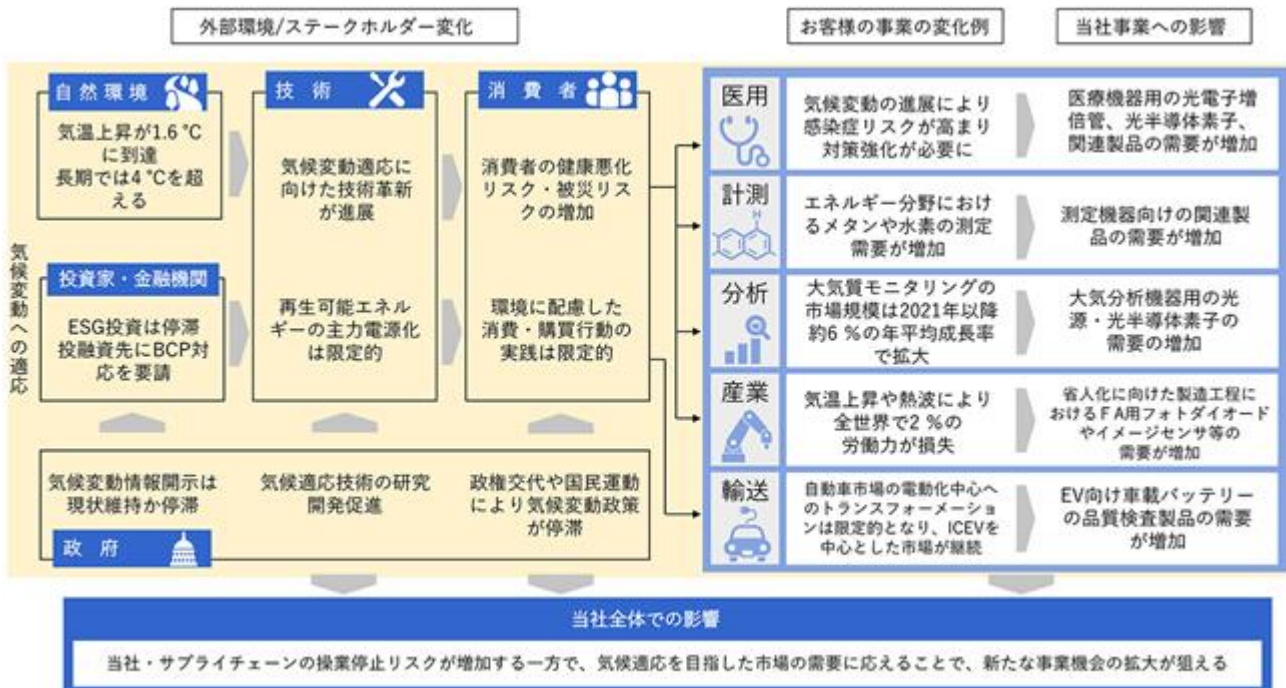 外部環境/ステークホルダー変化
お客様の事業の変化例
当社事業への影響
気候変動への適応
自然環境
気温上昇が1.6 ℃
に到達
長期では4 ℃を超
える
技術
気候変動適応に
向けた技術革新
が進展
消費者
消費者の健康悪化
リスク・被災リス
クの増加
投資家・金融機関
ESG投資は停滞
投融資先にBCP対
応を要請
再生可能エネル
ギーの主力電源化
は限定的
環境に配慮した
消費・購買行動の
実践は限定的
気候変動情報開示は
現状維持か停滞
気候適応技術の研究
開発促進
政権交代や国民運動
により気候変動政策
が停滞
政府
医用
気候変動の進展により
感染症リスクが高まり
対策強化が必要に
医療機器用の光電子増
倍管、光半導体素子、
関連製品の需要が増加
計測
H
エネルギー分野におけ
るメタンや水素の測定
需要が増加
測定機器向けの関連製
品の需要が増加
分析
大気質モニタリングの
市場規模は2021年以降
約6 %の年平均成長率
で拡大
大気分析機器用の光
源・光半導体素子の
需要の増加
産業
気温上昇や熱波により
全世界で2 %の
労働力が損失
省人化に向けた製造工程に
おけるFA用フォトダイオード
やイメージセンサ等の
需要が増加
輸送
自動車市場の電動化中心へ
のトランスフォーメーショ
ンは限定的となり、ICEVを
中心とした市場が継続
EV向け車載バッテリー
の品質検査製品の需要
が増加
当社全体での影響
当社・サプライチェーンの操業停止リスクが増加する一方で、気候適応を目指した市場の需要に応えることで、新たな事業機会の拡大が狙える